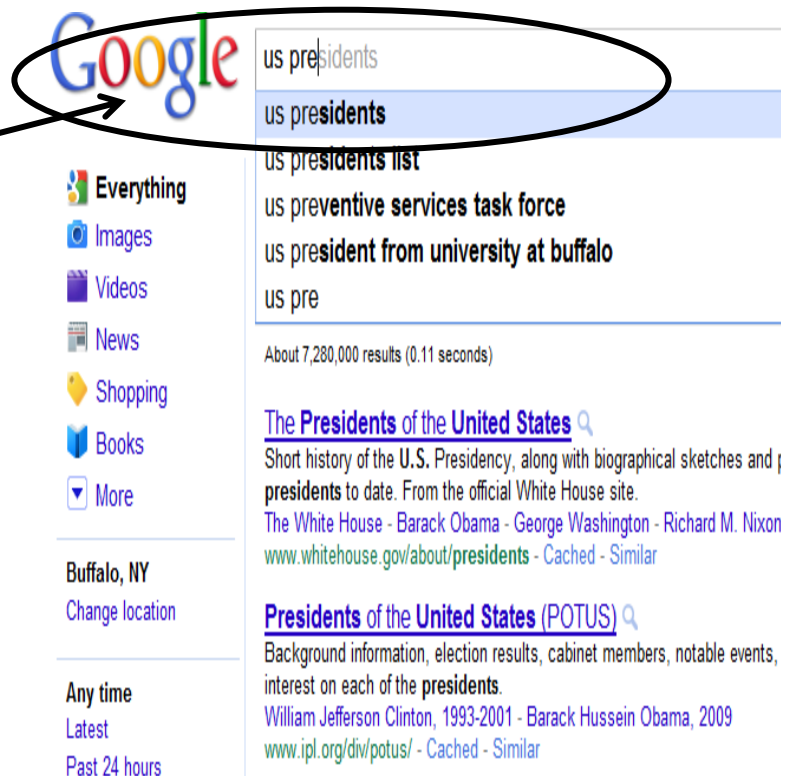 Google
us presidents
us presidents
us presidents list
us preventive services task force
us president from university at buffalo
us pre
Everything
Images
Videos
News
Shopping
Books
More
Buffalo, NY
Change location
Any time
Latest
Past 24 hours
About 7,280,000 results (0.11 seconds)
The Presidents of the United States
Short history of the U.S. Presidency, along with biographical sketches and
presidents to date. From the official White House site.
The White House - Barack Obama - George Washington - Richard M. Nixon
www.whitehouse.gov/about/presidents - Cached - Similar
Presidents of the United States (POTUS)
Background information, election results, cabinet members, notable events,
interest on each of the presidents.
William Jefferson Clinton, 1993-2001 - Barack Hussein Obama, 2009
www.ipl.org/div/potus/ - Cached - Similar